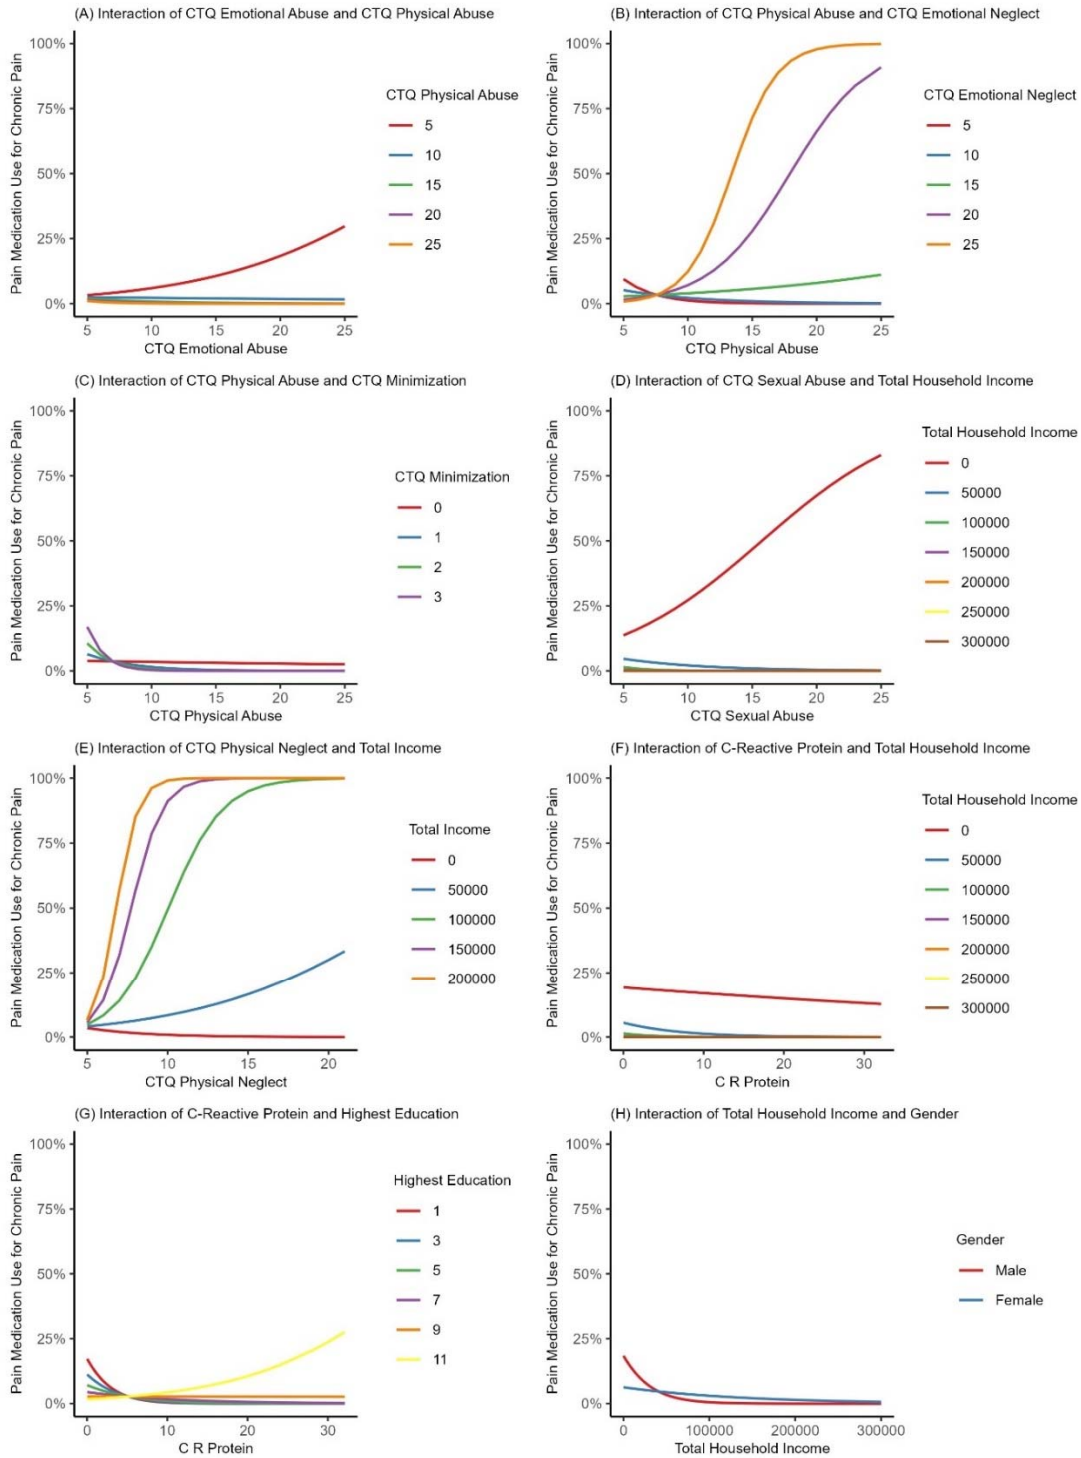 (A) Interaction of CTQ Emotional Abuse and CTQ Physical Abuse
Pain Medication Use for Chronic Pain
100%
75%
50%
25%
0%
5 10 15 20 25
CTQ Emotional Abuse
CTQ Physical Abuse
5
10
15
20
25
(B) Interaction of CTQ Physical Abuse and CTQ Emotional Neglect
Pain Medication Use for Chronic Pain
100%
75%
50%
25%
0%
5 10 15 20 25
CTQ Physical Abuse
CTQ Emotional Neglect
5
10
15
20
25
(C) Interaction of CTQ Physical Abuse and CTQ Minimization
Pain Medication Use for Chronic Pain
100%
75%
50%
25%
0%
5 10 15 20 25
CTQ Physical Abuse
CTQ Minimization
0
1
2
3
(D) Interaction of CTQ Sexual Abuse and Total Household Income
Pain Medication Use for Chronic Pain
100%
75%
50%
25%
0%
5 10 15 20 25
CTQ Sexual Abuse
Total Household Income
0
50000
100000
150000
200000
250000
300000
(E) Interaction of CTQ Physical Neglect and Total Income
Pain Medication Use for Chronic Pain
100%
75%
50%
25%
0%
5 10 15 20
CTQ Physical Neglect
Total Income
0
50000
100000
150000
200000
(F) Interaction of C-Reactive Protein and Total Household Income
Pain Medication Use for Chronic Pain
100%
75%
50%
25%
0%
0 10 20 30
C R Protein
Total Household Income
0
50000
100000
150000
200000
250000
300000
(G) Interaction of C-Reactive Protein and Highest Education
Pain Medication Use for Chronic Pain
100%
75%
50%
25%
0%
0 10 20 30
C R Protein
Highest Education
1
3
5
7
9
11
(H) Interaction of Total Household Income and Gender
Pain Medication Use for Chronic Pain
100%
75%
50%
25%
0%
0 100000 200000 300000
Total Household Income
Gender
Male
Female